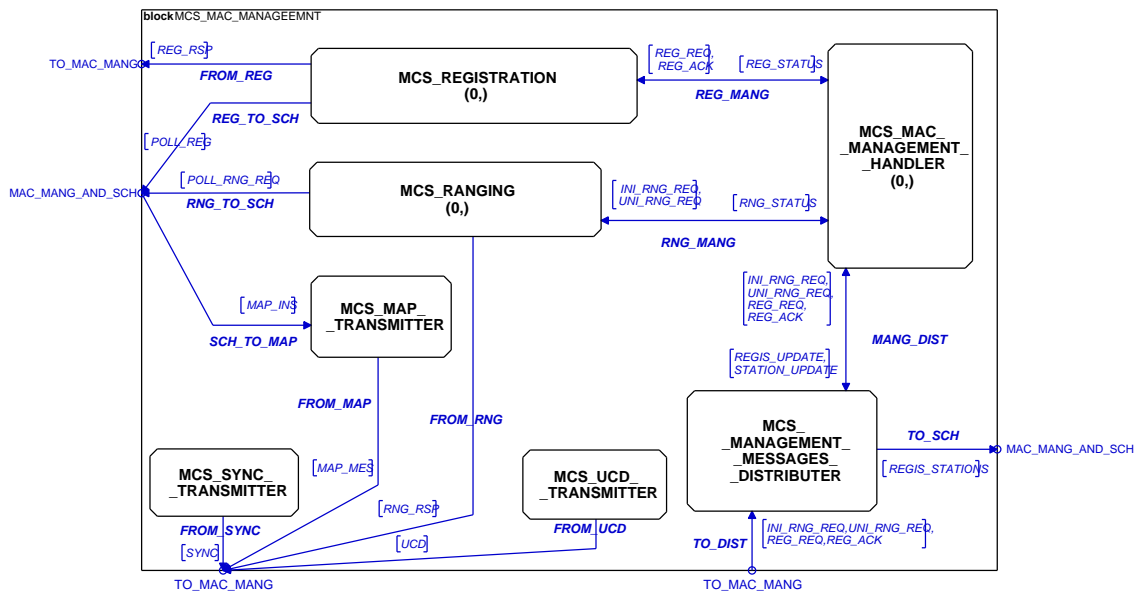 block MCS_MAC_MANAGEEMNT
[REG_RSP]
TO_MAC_MANG
FROM_REG
MCS_REGISTRATION
(0,)
[REG_REQ,
REG_ACK]
[REG_STATUS]
REG_MANG
MCS_MAC_
_MANAGEMENT_
_HANDLER
(0,)
REG_TO_SCH
[POLL_REG]
MAC_MANG_AND_SCH
[POLL_RNG_REQ]
RNG_TO_SCH
MCS_RANGING
(0,)
[INI_RNG_REQ,
UNI_RNG_REQ]
[RNG_STATUS]
RNG_MANG
[MAP_INS]
SCH_TO_MAP
MCS_MAP_
_TRANSMITTER
[INI_RNG_REQ,
UNI_RNG_REQ,
REG_REQ,
REG_ACK]
MANG_DIST
[REGIS_UPDATE,
STATION_UPDATE]
FROM_MAP
FROM_RNG
MCS_
_MANAGEMENT_
_MESSAGES_
_DISTRIBUTER
TO_SCH
MAC_MANG_AND_SCH
[REGIS_STATIONS]
MCS_SYNC_
_TRANSMITTER
[MAP_MES]
MCS_UCD_
_TRANSMITTER
[RNG_RSP]
FROM_SYNC
FROM_UCD
[SYNC]
[UCD]
TO_DIST
[INI_RNG_REQ,UNI_RNG_REQ,
REG_REQ,REG_ACK]
TO_MAC_MANG
TO_MAC_MANG